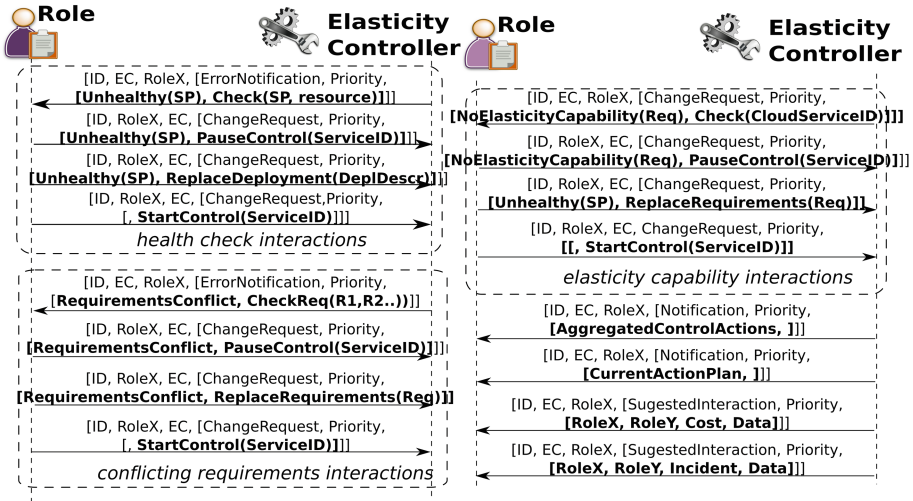 Role
Elasticity
Controller
[ID, EC, RoleX, [ErrorNotification, Priority,
[Unhealthy(SP), Check(SP, resource)]]]
[ID, RoleX, EC, [ChangeRequest, Priority,
[Unhealthy(SP), PauseControl(ServiceID)]]]
[ID, RoleX, EC, [ChangeRequest, Priority,
[Unhealthy(SP), ReplaceDeployment(DeplDescr)]]]
[ID, RoleX, EC, [ChangeRequest,Priority,
[, StartControl(ServiceID)]]]
health check interactions
[ID, EC, RoleX, [ErrorNotification, Priority,
[RequirementsConflict, CheckReq(R1,R2..))]]
[ID, RoleX, EC, [ChangeRequest, Priority,
[RequirementsConflict, PauseControl(ServiceID)]]]
[ID, RoleX, EC, [ChangeRequest, Priority,
[RequirementsConflict, ReplaceRequirements(Req)]]]
[ID, RoleX, EC, [ChangeRequest, Priority,
[, StartControl(ServiceID)]]]
conflicting requirements interactions
Role
Elasticity
Controller
[ID, EC, RoleX, [ChangeRequest, Priority,
[NoElasticityCapability(Req), Check(CloudServiceID)]]]
[ID, RoleX, EC, [ChangeRequest, Priority,
[NoElasticityCapability(Req), PauseControl(ServiceID)]]]
[ID, RoleX, EC, [ChangeRequest, Priority,
[Unhealthy(SP), ReplaceRequirements(Req)]]]
[ID, RoleX, EC, [ChangeRequest, Priority,
[[, StartControl(ServiceID)]]
elasticity capability interactions
[ID, EC, RoleX, [Notification, Priority,
[AggregatedControlActions, ]]]
[ID, EC, RoleX, [Notification, Priority,
[CurrentActionPlan, ]]]
[ID, EC, RoleX, [SugestedInteraction, Priority,
[RoleX, RoleY, Cost, Data]]]
[ID, EC, RoleX, [SugestedInteraction, Priority,
[RoleX, RoleY, Incident, Data]]]